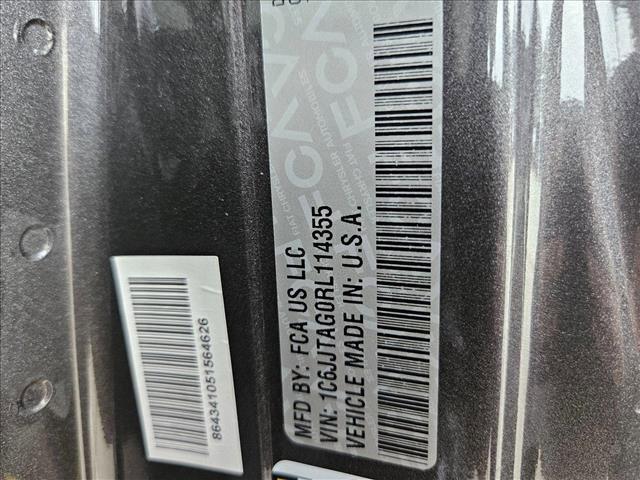 MFD BY: FCA US LLC
VIN: 1C6JJTAG0RL114355
VEHICLE MADE IN: U.S.A.
864341051564626